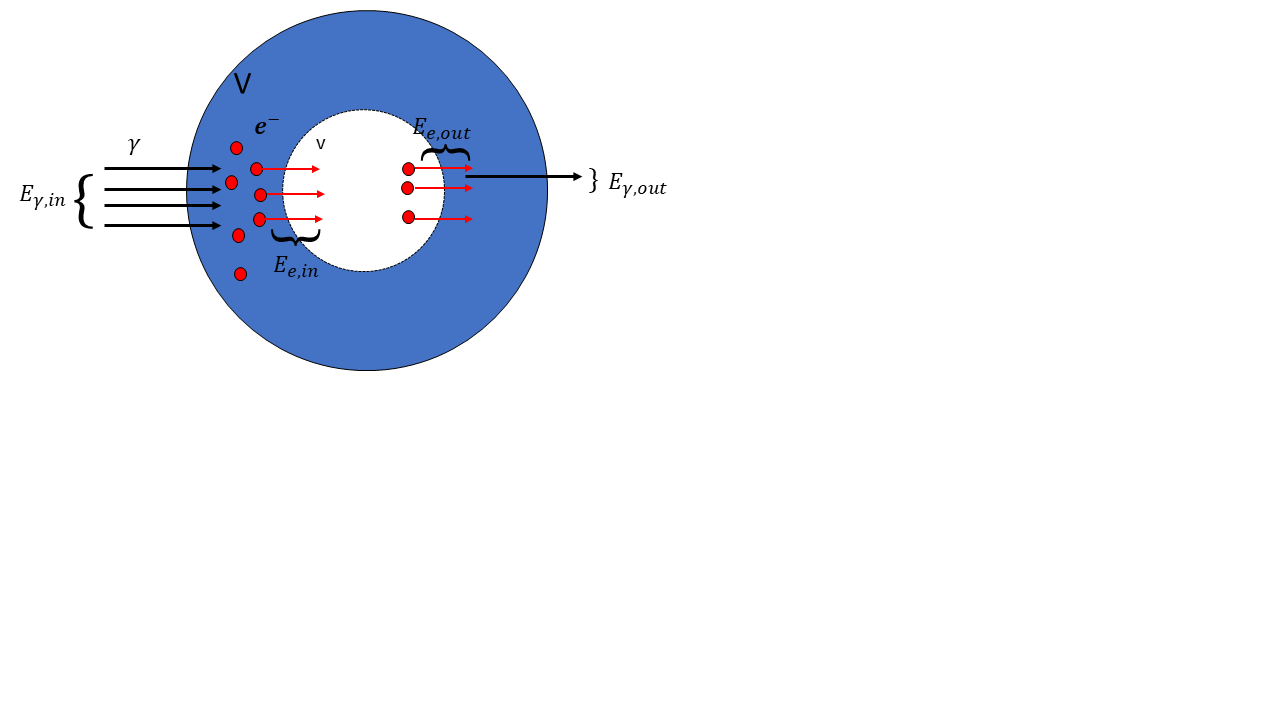 V
e⁻
E_{e,out}
γ
v
E_{γ,in} {
} E_{γ,out}
E_{e,in}